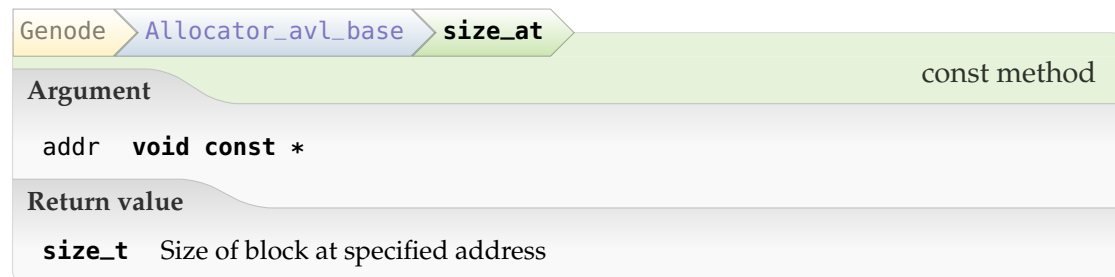 Genode Allocator_avl_base size_at
const method
Argument
addr void const *
Return value
size_t Size of block at specified address